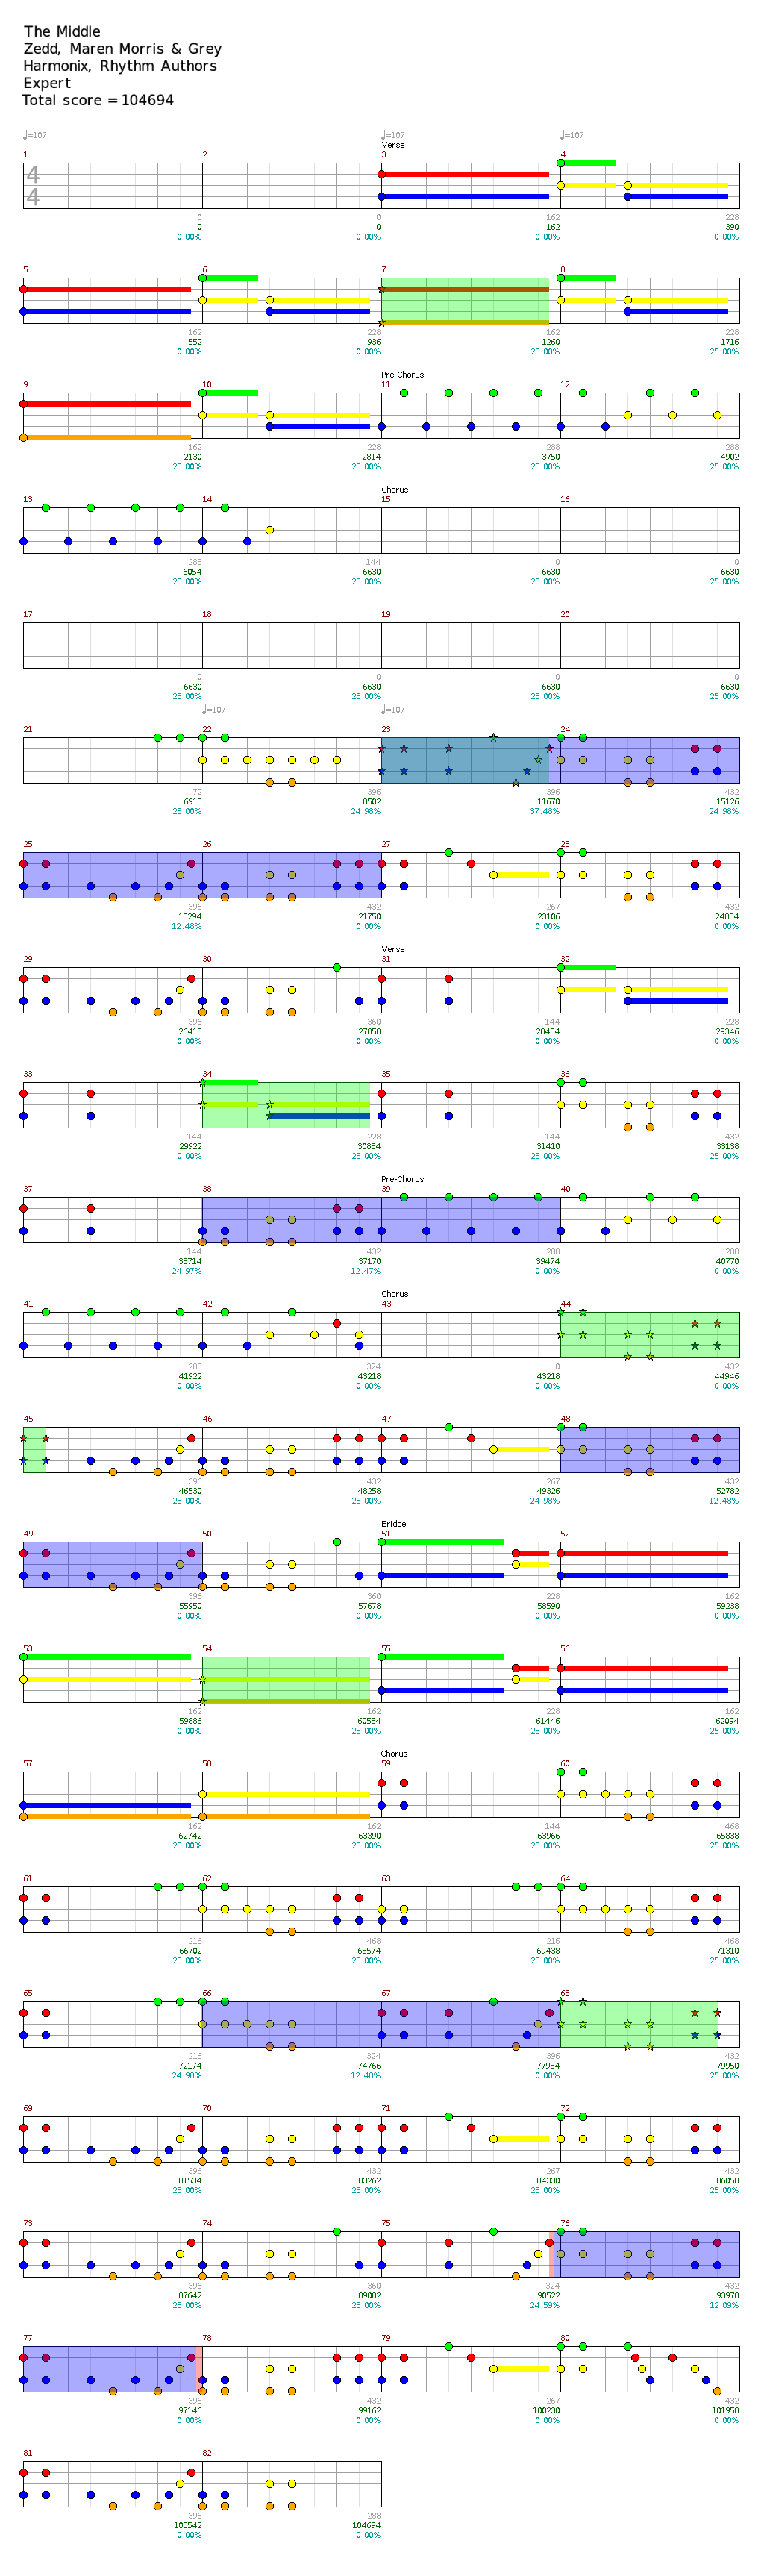 The Middle
Zedd, Maren Morris & Grey
Harmonix, Rhythm Authors
Expert
Total score = 104694
♩=107 ♩=107 ♩=107
Verse
1 2 3 4
4
4
0 0 162 228
0 0 162 390
0.00% 0.00% 0.00% 0.00%
5 6 7 8
162 228 162 228
552 936 1260 1716
0.00% 0.00% 25.00% 25.00%
Pre-Chorus
9 10 11 12
162 228 288 288
2130 2814 3750 4902
25.00% 25.00% 25.00% 25.00%
Chorus
13 14 15 16
288 144 0 0
6054 6630 6630 6630
25.00% 25.00% 25.00% 25.00%
17 18 19 20
0 0 0 0
6630 6630 6630 6630
25.00% 25.00% 25.00% 25.00%
♩=107 ♩=107
21 22 23 24
72 396 396 432
6918 8502 11670 15126
25.00% 24.98% 37.48% 24.98%
25 26 27 28
396 432 267 432
18294 21750 23106 24834
12.48% 0.00% 0.00% 0.00%
Verse
29 30 31 32
396 360 144 228
26418 27858 28434 29346
0.00% 0.00% 0.00% 0.00%
33 34 35 36
144 228 144 432
29922 30834 31410 33138
0.00% 25.00% 25.00% 25.00%
Pre-Chorus
37 38 39 40
144 432 288 288
33714 37170 39474 40770
24.97% 12.47% 0.00% 0.00%
Chorus
41 42 43 44
288 324 0 432
41922 43218 43218 44946
0.00% 0.00% 0.00% 0.00%
45 46 47 48
396 432 267 432
46530 48258 49326 52782
25.00% 25.00% 24.98% 12.48%
Bridge
49 50 51 52
396 360 228 162
55950 57678 58590 59238
0.00% 0.00% 0.00% 0.00%
53 54 55 56
162 162 228 162
59886 60534 61446 62094
0.00% 25.00% 25.00% 25.00%
Chorus
57 58 59 60
162 162 144 468
62742 63390 63966 65838
25.00% 25.00% 25.00% 25.00%
61 62 63 64
216 468 216 468
66702 68574 69438 71310
25.00% 25.00% 25.00% 25.00%
65 66 67 68
216 324 396 432
72174 74766 77934 79950
24.98% 12.48% 0.00% 25.00%
69 70 71 72
396 432 267 432
81534 83262 84330 86058
25.00% 25.00% 25.00% 25.00%
73 74 75 76
396 360 324 432
87642 89082 90522 93978
25.00% 25.00% 24.59% 12.09%
77 78 79 80
396 432 267 432
97146 99162 100230 101958
0.00% 0.00% 0.00% 0.00%
81 82
396 288
103542 104694
0.00% 0.00%